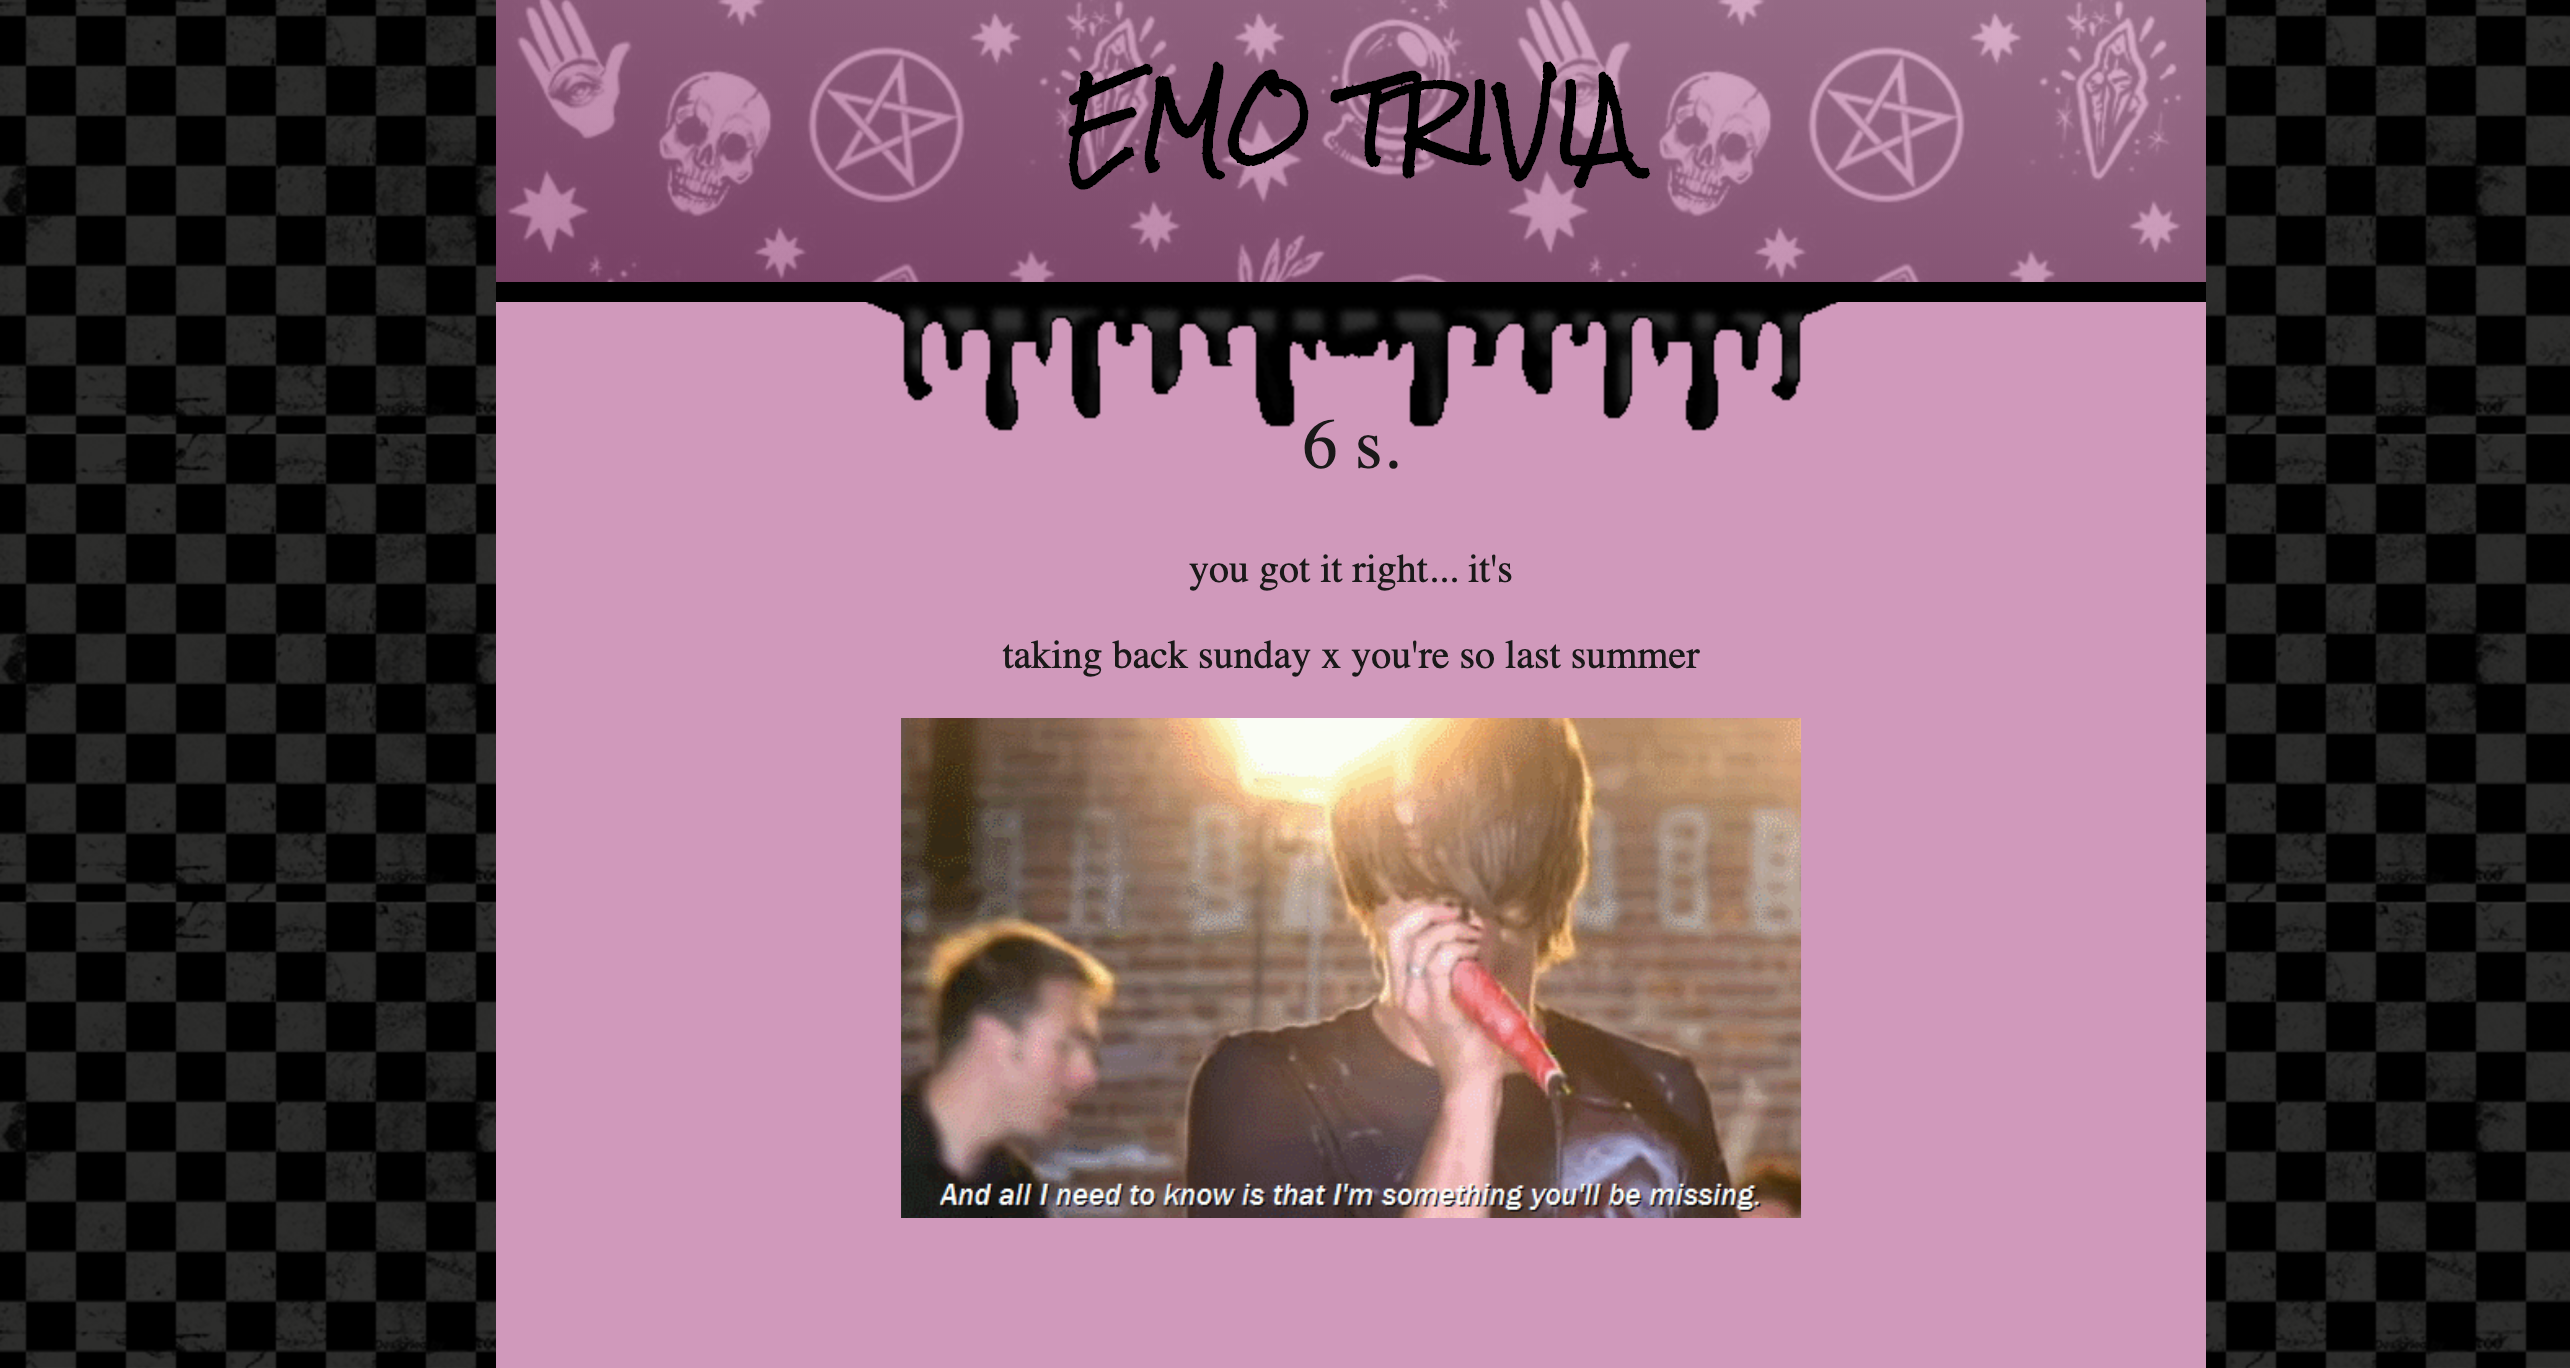 EMO TRIVIA
6 s.
you got it right... it's
taking back sunday x you're so last summer
And all I need to know is that I'm something you'll be missing.